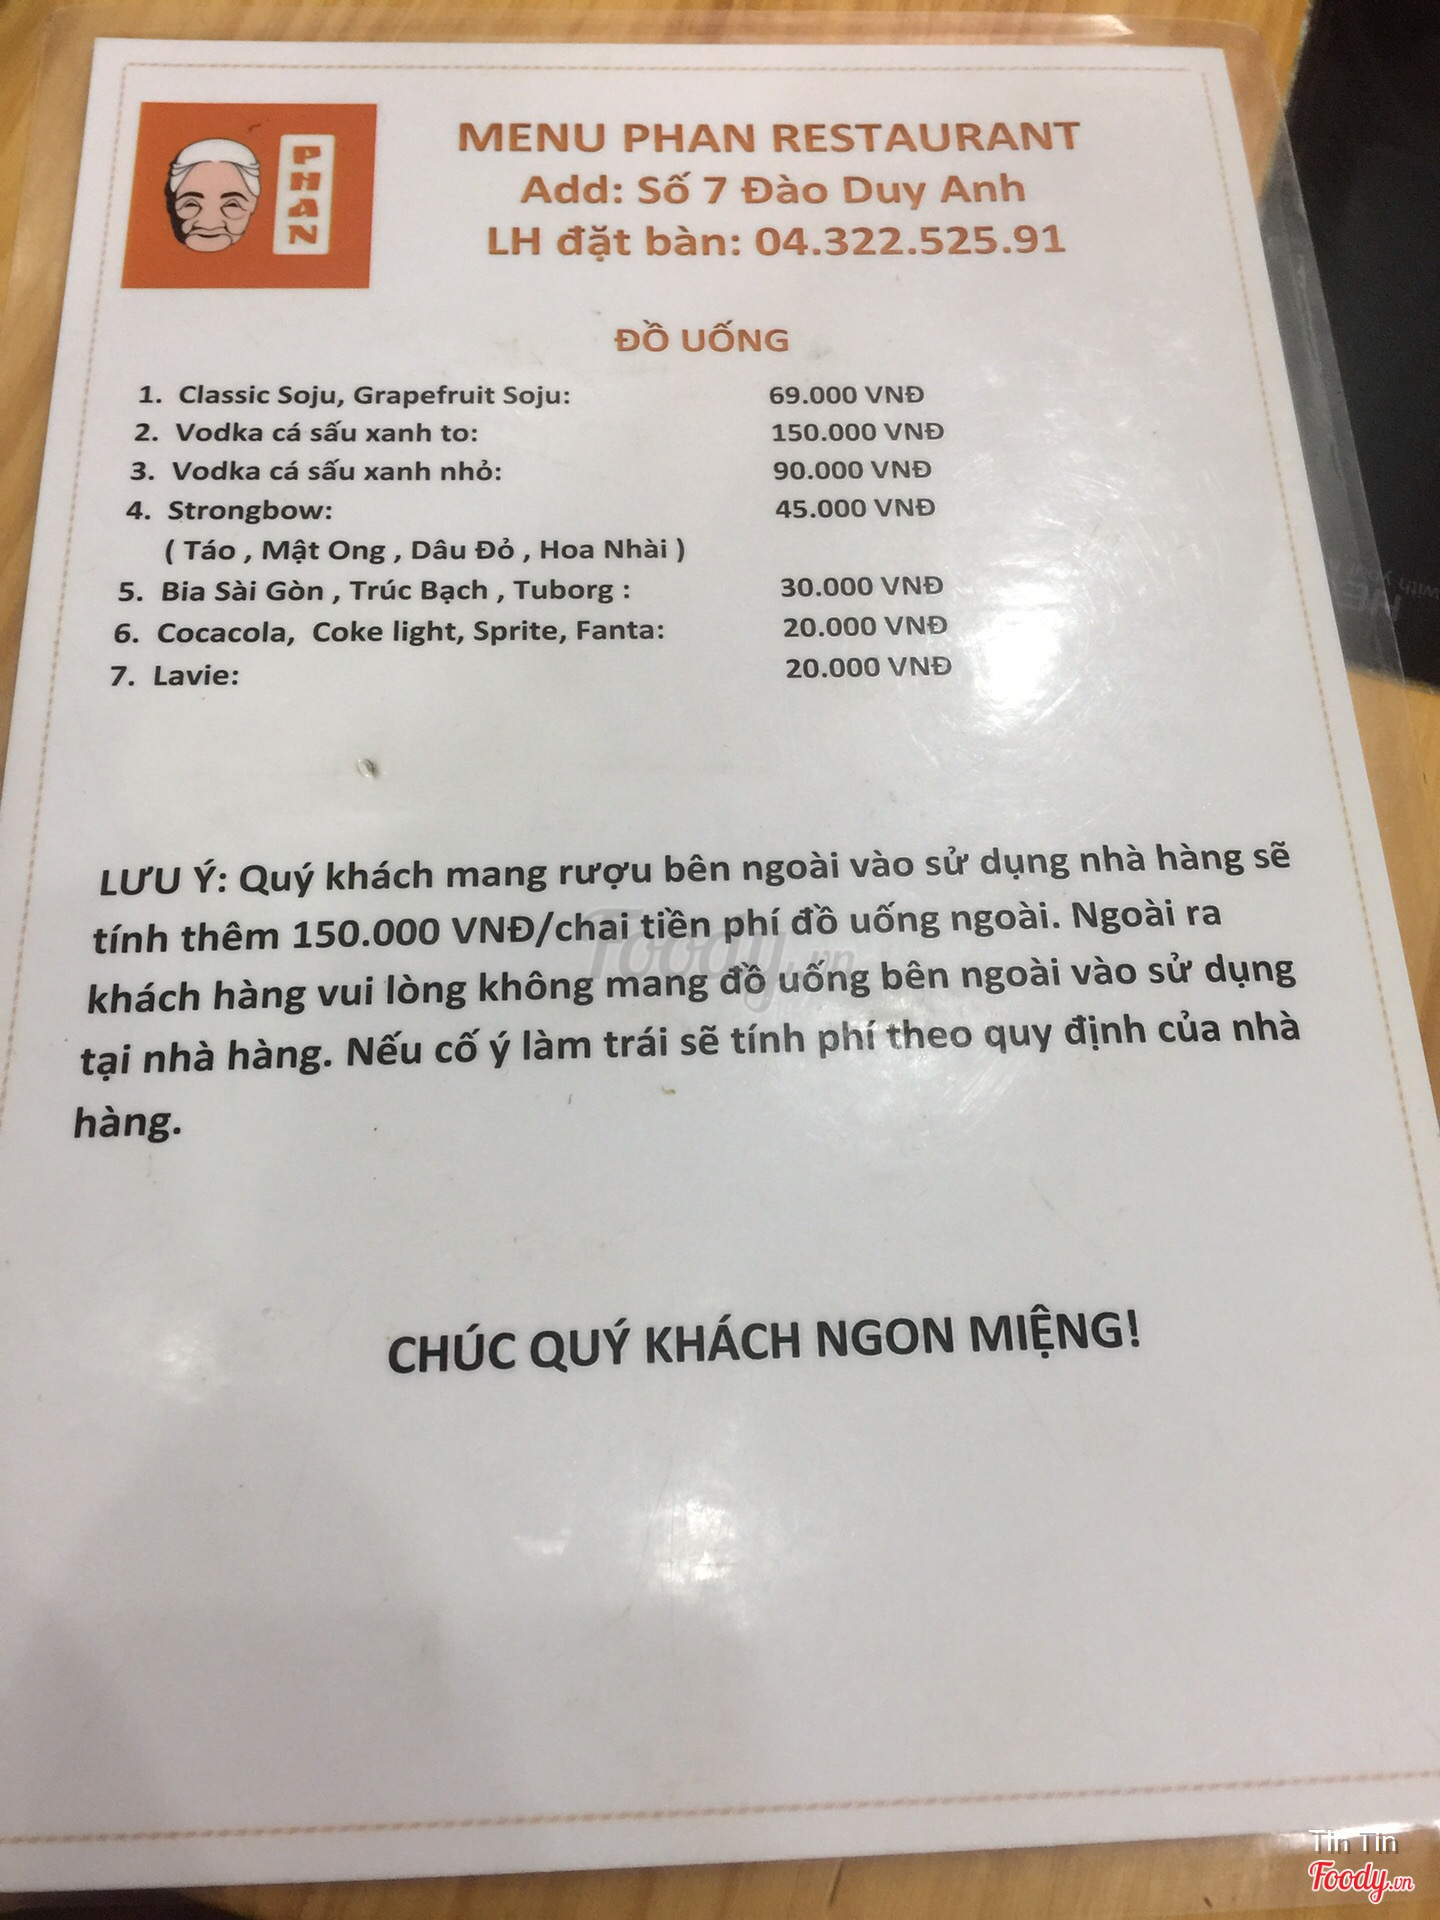 PHAN
MENU PHAN RESTAURANT
Add: Số 7 Đào Duy Anh
LH đặt bàn: 04.322.525.91
ĐỒ UỐNG
1. Classic Soju, Grapefruit Soju: 69.000 VNĐ
2. Vodka cá sấu xanh to: 150.000 VNĐ
3. Vodka cá sấu xanh nhỏ: 90.000 VNĐ
4. Strongbow: 45.000 VNĐ
( Táo , Mật Ong , Dâu Đỏ , Hoa Nhài )
5. Bia Sài Gòn , Trúc Bạch , Tuborg : 30.000 VNĐ
6. Cocacola, Coke light, Sprite, Fanta: 20.000 VNĐ
7. Lavie: 20.000 VNĐ
LƯU Ý: Quý khách mang rượu bên ngoài vào sử dụng nhà hàng sẽ
tính thêm 150.000 VNĐ/chai tiền phí đồ uống ngoài. Ngoài ra
khách hàng vui lòng không mang đồ uống bên ngoài vào sử dụng
tại nhà hàng. Nếu cố ý làm trái sẽ tính phí theo quy định của nhà
hàng.
Foody.vn
CHÚC QUÝ KHÁCH NGON MIỆNG!
Tin Tin
Foody.vn